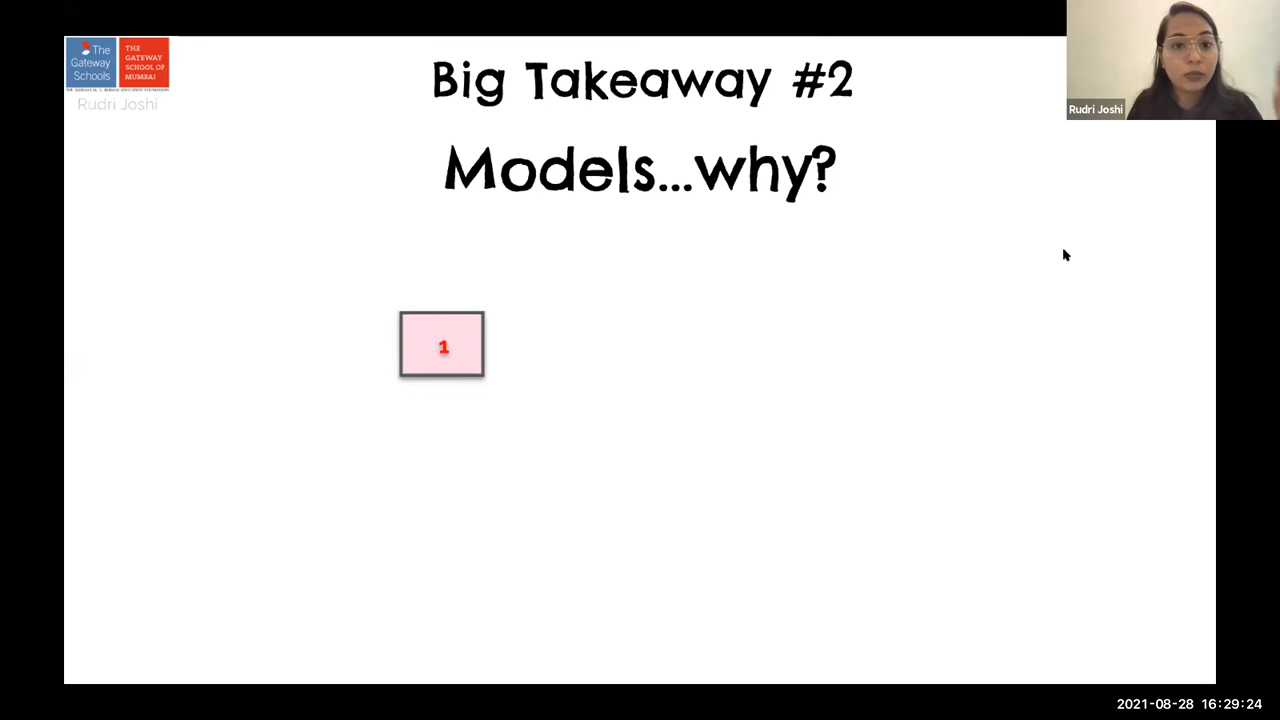 The
Gateway
Schools
THE
GATEWAY
SCHOOL OF
MUMBAI
Rudri Joshi
Big Takeaway #2
Models...why?
Rudri Joshi
1
2021-08-28 16:29:24